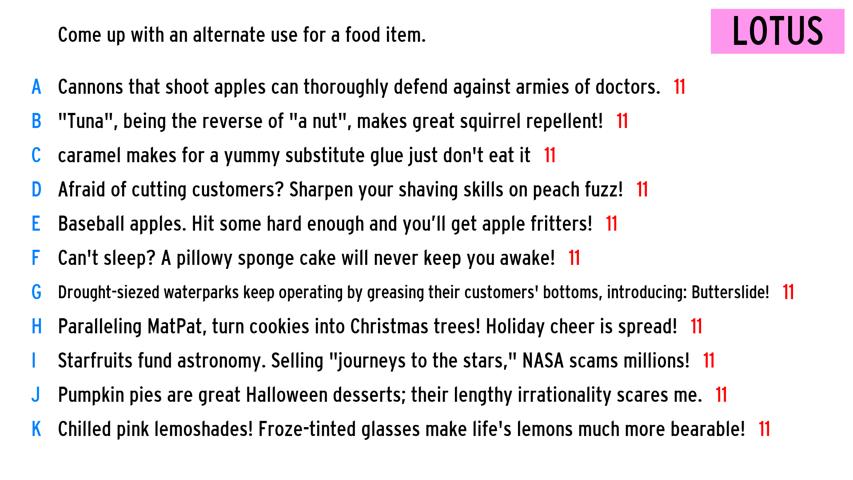 Come up with an alternate use for a food item.
LOTUS
A Cannons that shoot apples can thoroughly defend against armies of doctors. 11
B "Tuna", being the reverse of "a nut", makes great squirrel repellent! 11
C caramel makes for a yummy substitute glue just don't eat it 11
D Afraid of cutting customers? Sharpen your shaving skills on peach fuzz! 11
E Baseball apples. Hit some hard enough and you’ll get apple fritters! 11
F Can't sleep? A pillowy sponge cake will never keep you awake! 11
G Drought-siezed waterparks keep operating by greasing their customers' bottoms, introducing: Butterslide! 11
H Paralleling MatPat, turn cookies into Christmas trees! Holiday cheer is spread! 11
I Starfruits fund astronomy. Selling "journeys to the stars," NASA scams millions! 11
J Pumpkin pies are great Halloween desserts; their lengthy irrationality scares me. 11
K Chilled pink lemoshades! Froze-tinted glasses make life's lemons much more bearable! 11